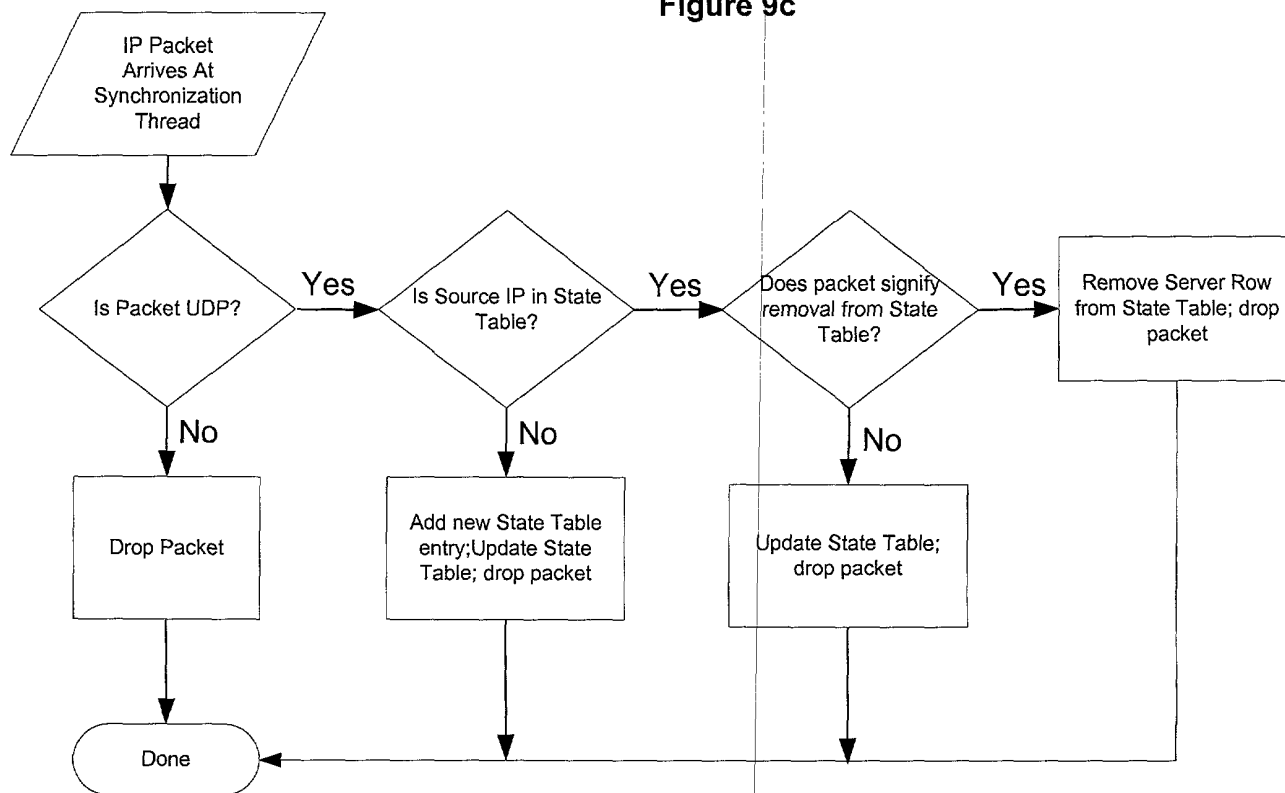 Figure 9c
IP Packet
Arrives At
Synchronization
Thread
Is Packet UDP?
Yes
Is Source IP in State
Table?
Yes
Does packet signify
removal from State
Table?
Yes
Remove Server Row
from State Table; drop
packet
No
No
No
Drop Packet
Add new State Table
entry;Update State
Table; drop packet
Update State Table;
drop packet
Done